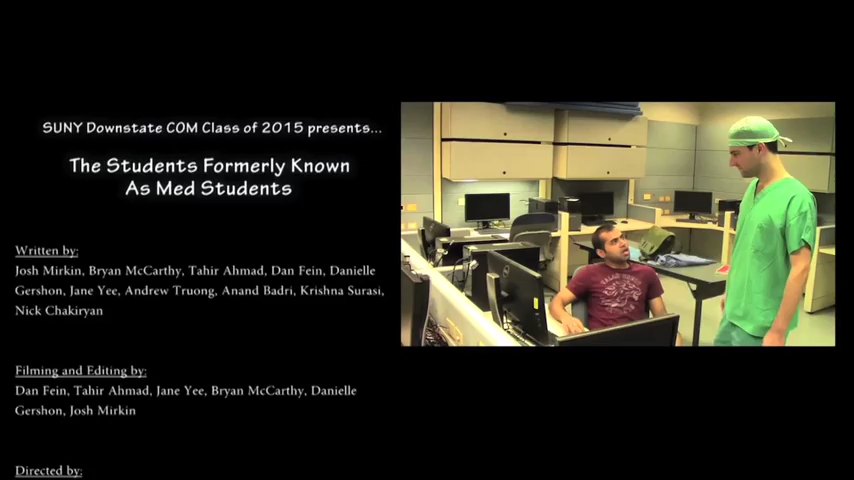 SUNY Downstate COM Class of 2015 presents...
The Students Formerly Known
As Med Students
Written by:
Josh Mirkin, Bryan McCarthy, Tahir Ahmad, Dan Fein, Danielle
Gershon, Jane Yee, Andrew Truong, Anand Badri, Krishna Surasi,
Nick Chakiryan
Filming and Editing by:
Dan Fein, Tahir Ahmad, Jane Yee, Bryan McCarthy, Danielle
Gershon, Josh Mirkin
Directed by: